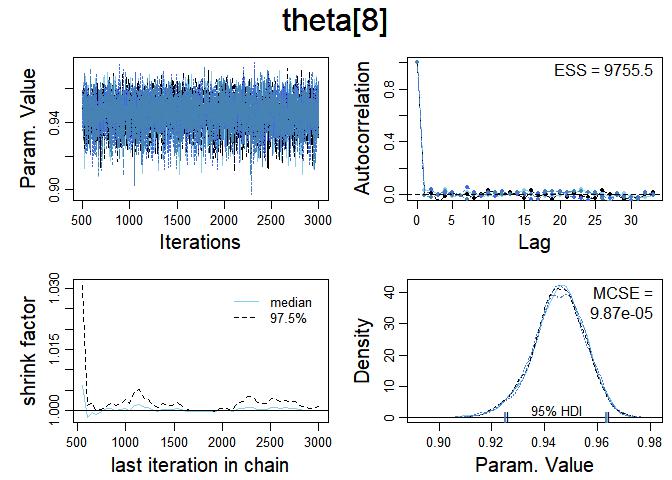 theta[8]
Param. Value
0.90
0.94
500
1000
1500
2000
2500
3000
Iterations
Autocorrelation
0.0
0.4
0.8
ESS = 9755.5
0
5
10
15
20
25
30
Lag
shrink factor
1.000
1.015
1.030
median
97.5%
500
1000
1500
2000
2500
3000
last iteration in chain
Density
0
10
20
30
40
MCSE =
9.87e-05
95% HDI
0.90
0.92
0.94
0.96
0.98
Param. Value